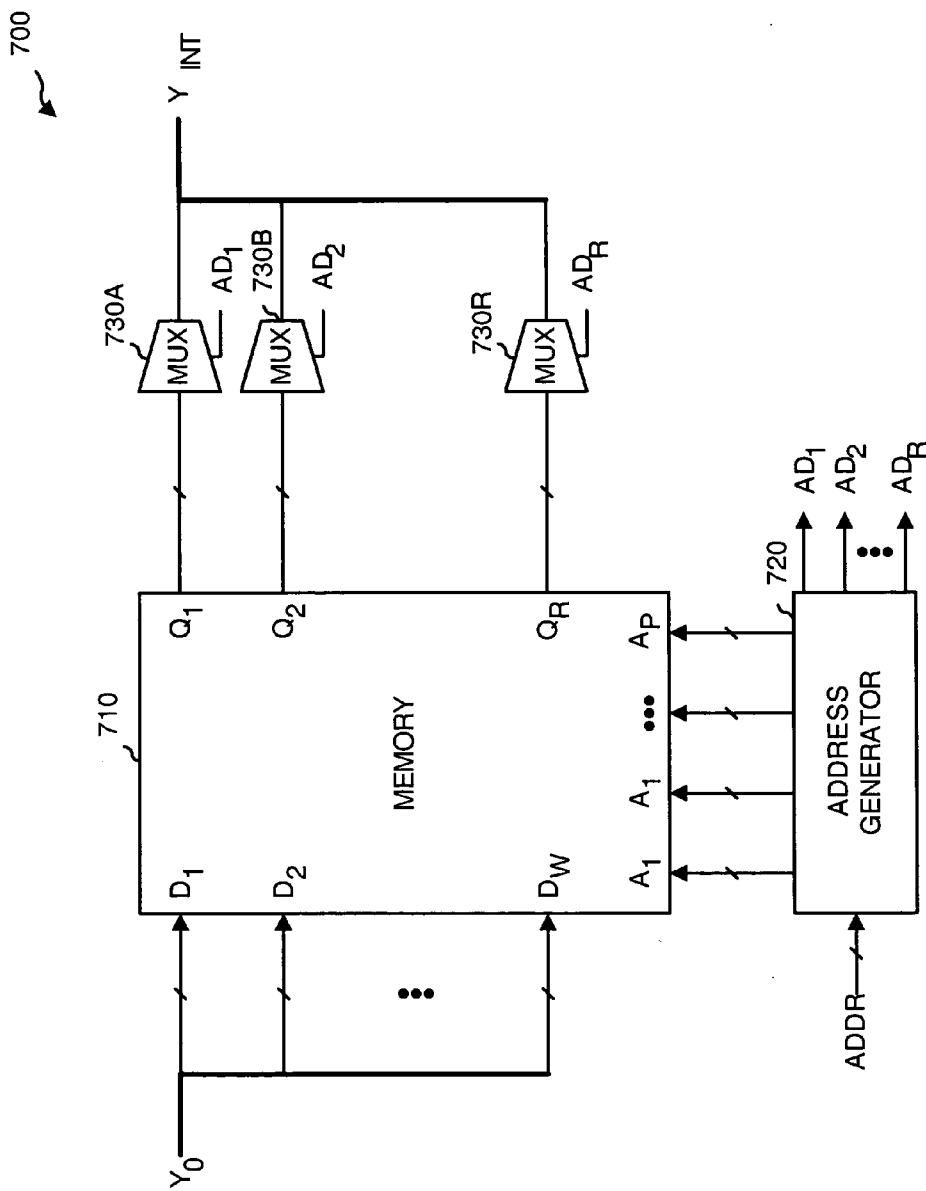 700
Y INT
730A
MUX
AD1
730B
MUX
AD2
730R
MUX
ADR
710
D1
D2
DW
MEMORY
Q1
Q2
QR
A1
A1
AP
Y0
720
ADDR
ADDRESS
GENERATOR
AD1
AD2
ADR